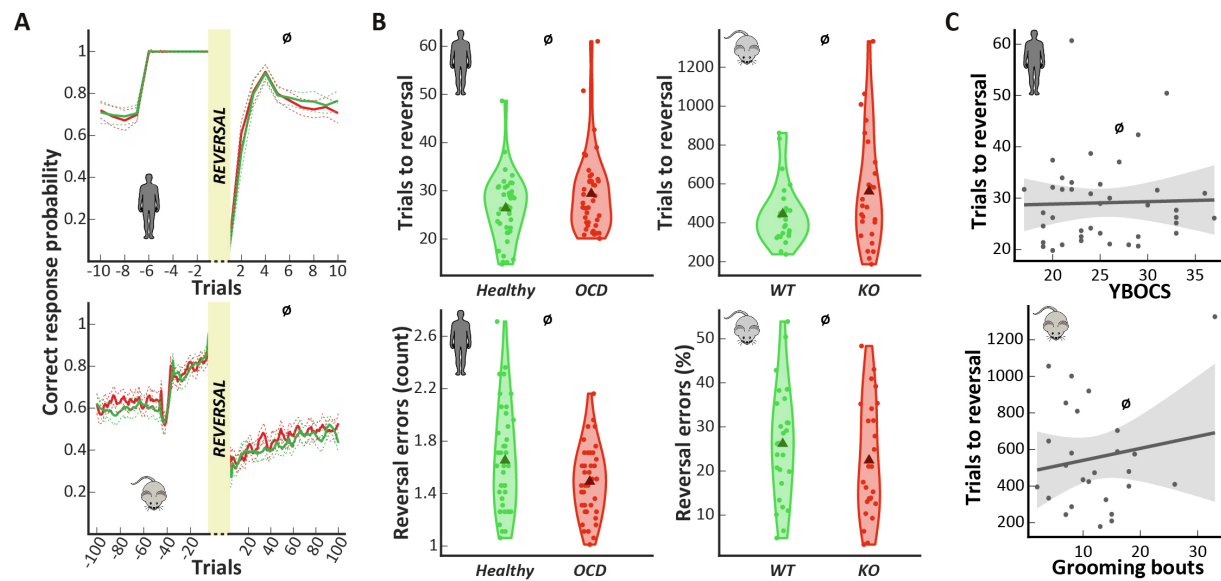 A
B
C
Correct response probability
1
0.8
0.6
0.4
0.2
REVERSAL
ø
-10 -8 -6 -4 -2 2 4 6 8 10
Trials
1
0.8
0.6
0.4
0.2
REVERSAL
ø
-100 -80 -60 -40 -20 20 40 60 80 100
Trials
Trials to reversal
60
50
40
30
20
ø
Healthy OCD
Trials to reversal
1200
1000
800
600
400
200
ø
WT KO
Reversal errors (count)
2.6
2.2
1.8
1.4
1
ø
Healthy OCD
Reversal errors (%)
50
40
30
20
10
ø
WT KO
Trials to reversal
60
50
40
30
20
ø
20 25 30 35
YBOCS
Trials to reversal
1200
1000
800
600
400
200
ø
10 20 30
Grooming bouts